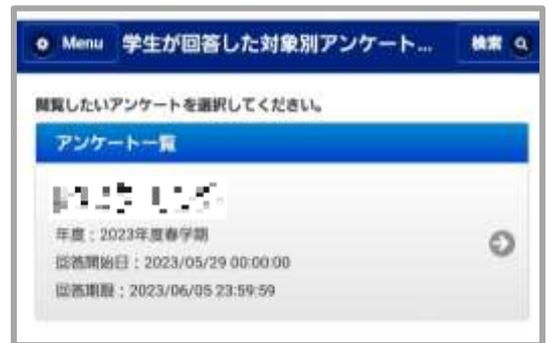 Menu 学生が回答した対象別アンケート... 検索
閲覧したいアンケートを選択してください。
アンケート一覧
年度：2023年度春学期
回答開始日：2023/05/29 00:00:00
回答期限：2023/06/05 23:59:59